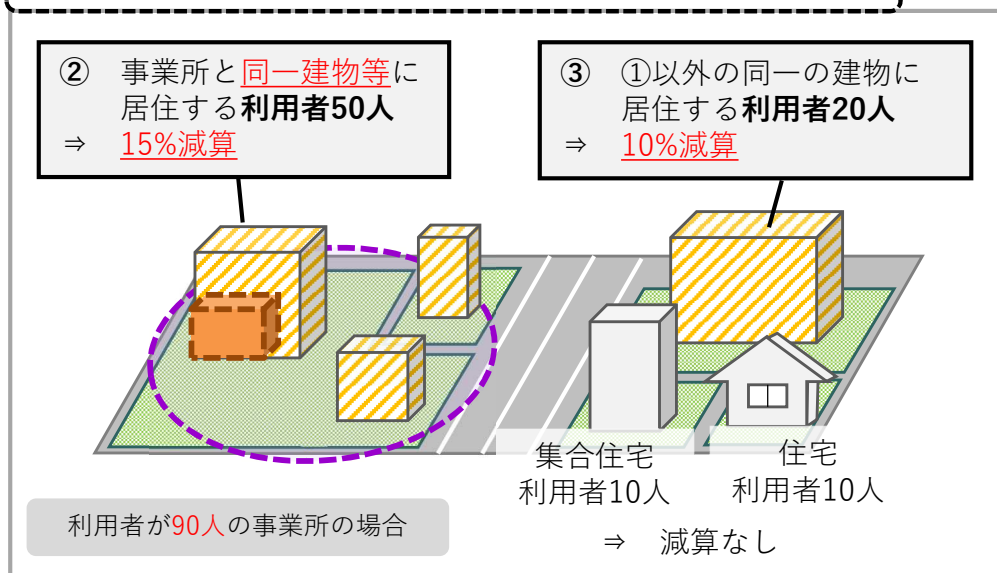 ② 事業所と同一建物等に
居住する利用者50人
⇒ 15%減算
③ ①以外の同一の建物に
居住する利用者20人
⇒ 10%減算
集合住宅
利用者10人
住宅
利用者10人
⇒ 減算なし
利用者が90人の事業所の場合